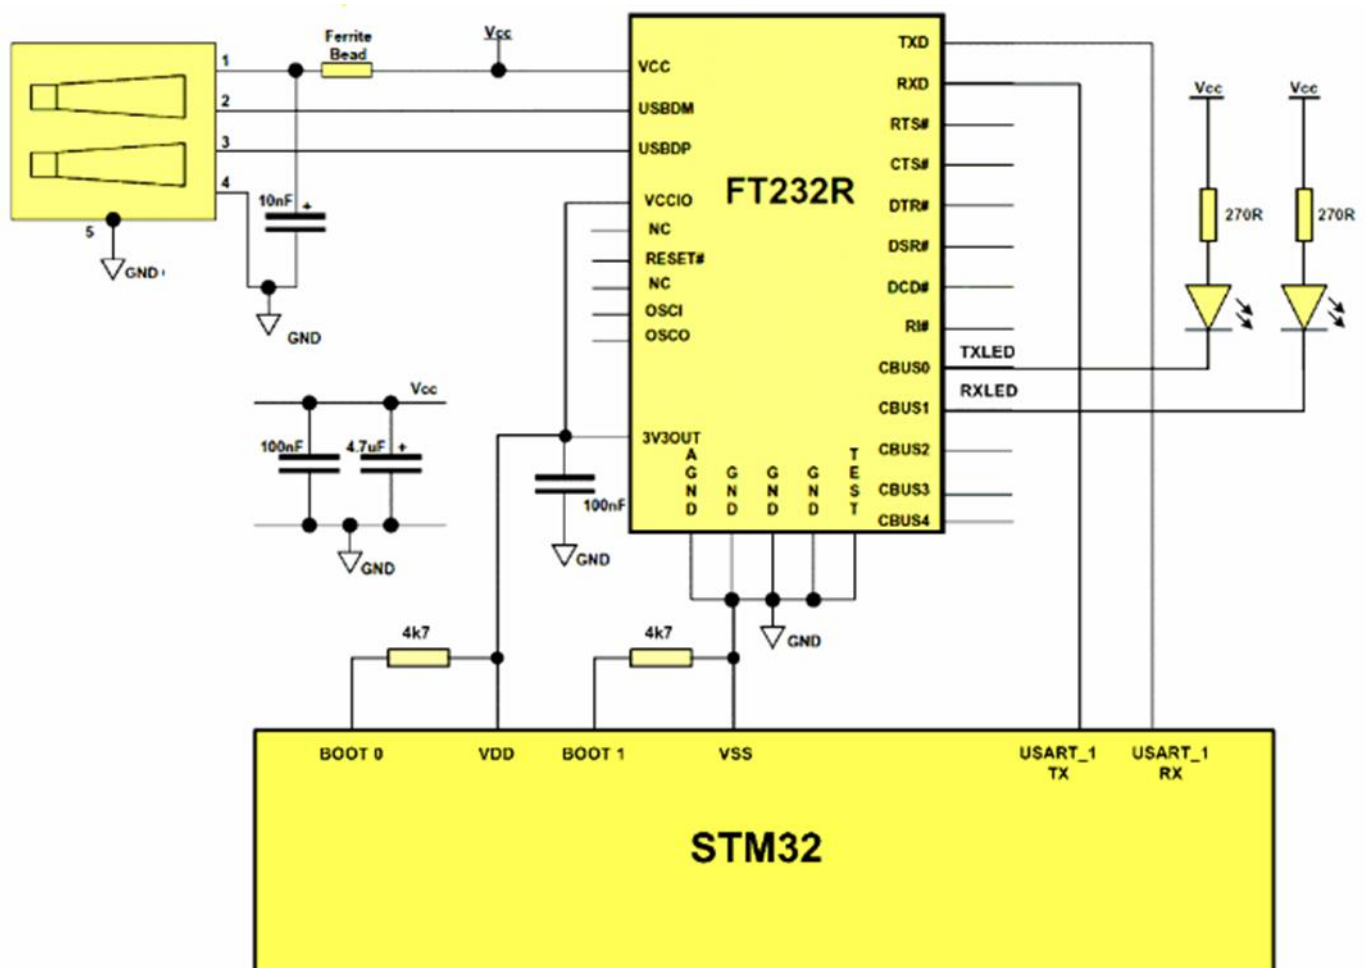 Ferrite
Bead
Vcc
1
2
3
4
5
GND
10nF
+
GND
VCC
USBDM
USBDP
VCCIO
NC
RESET#
NC
OSCI
OSCO
3V3OUT
FT232R
TXD
RXD
RTS#
CTS#
DTR#
DSR#
DCD#
RI#
CBUS0
CBUS1
CBUS2
CBUS3
CBUS4
AGND
GND
GND
GND
TEST
TXLED
RXLED
Vcc
Vcc
270R
270R
Vcc
100nF
4.7uF +
GND
100nF
GND
GND
4k7
4k7
BOOT 0
VDD
BOOT 1
VSS
USART_1
TX
USART_1
RX
STM32